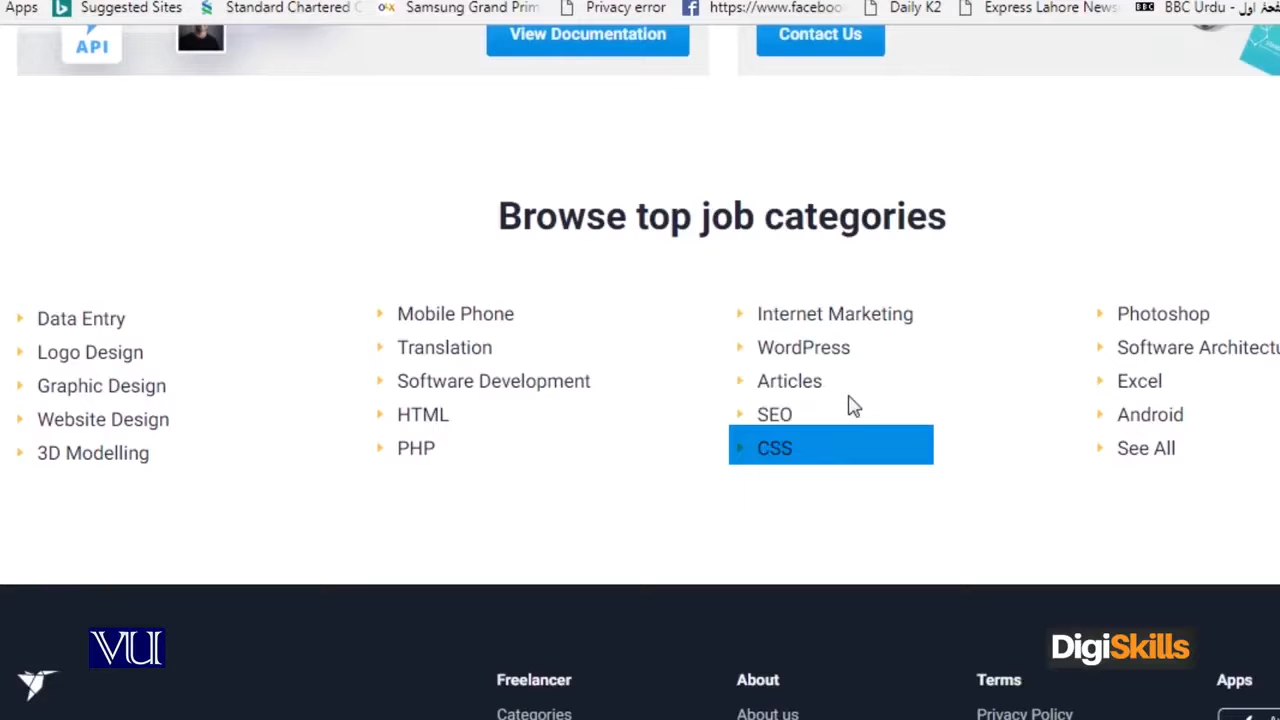 Apps Suggested Sites Standard Chartered Samsung Grand Prim Privacy error https://www.faceboo Daily K2 Express Lahore News BBC Urdu - اول
API
View Documentation
Contact Us
Browse top job categories
Data Entry
Logo Design
Graphic Design
Website Design
3D Modelling
Mobile Phone
Translation
Software Development
HTML
PHP
Internet Marketing
WordPress
Articles
SEO
CSS
Photoshop
Software Architectu
Excel
Android
See All
VU
DigiSkills
Freelancer
Categories
About
About us
Terms
Privacy Policy
Apps